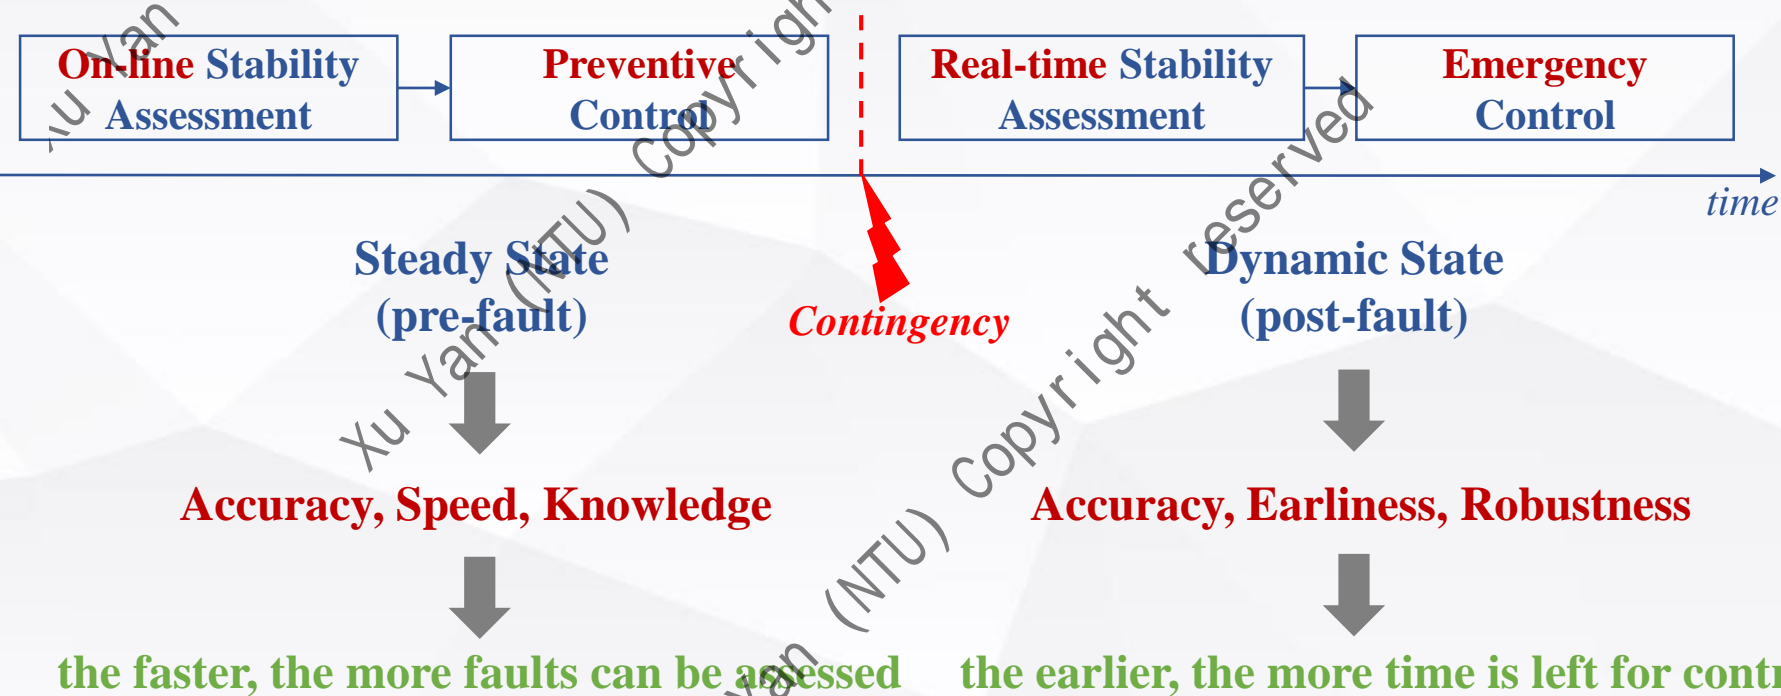 On-line Stability
Assessment
Preventive
Control
Real-time Stability
Assessment
Emergency
Control
time
Steady State
(pre-fault)
Contingency
Dynamic State
(post-fault)
Accuracy, Speed, Knowledge
Accuracy, Earliness, Robustness
the faster, the more faults can be assessed
the earlier, the more time is left for contr
Xu Yan
Xu Yan (NTU) Copyrigh
Yan (NTU) Copyright reserved